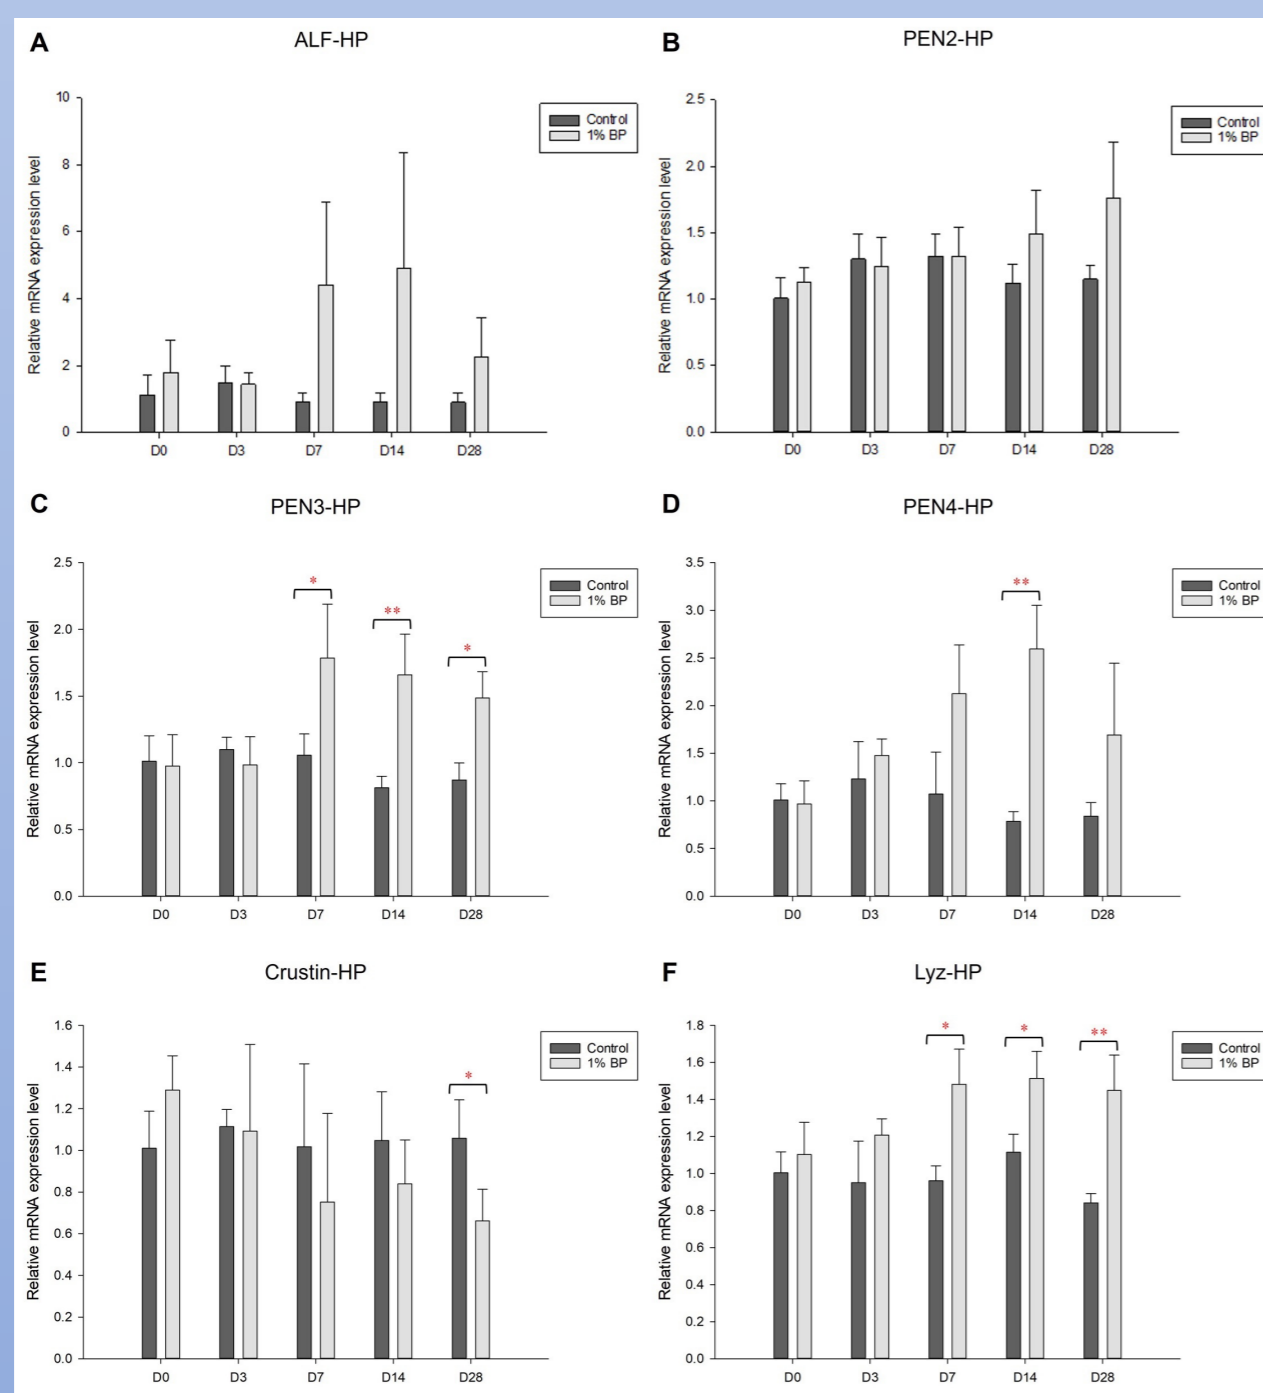 A
ALF-HP
Relative mRNA expression level
10
8
6
4
2
0
D0 D3 D7 D14 D28
Control
1% BP
B
PEN2-HP
Relative mRNA expression level
2.5
2.0
1.5
1.0
0.5
0.0
D0 D3 D7 D14 D28
Control
1% BP
C
PEN3-HP
Relative mRNA expression level
2.5
2.0
1.5
1.0
0.5
0.0
* ** *
D0 D3 D7 D14 D28
Control
1% BP
D
PEN4-HP
Relative mRNA expression level
3.5
3.0
2.5
2.0
1.5
1.0
0.5
0.0
**
D0 D3 D7 D14 D28
Control
1% BP
E
Crustin-HP
Relative mRNA expression level
1.6
1.4
1.2
1.0
0.8
0.6
0.4
0.2
0.0
*
D0 D3 D7 D14 D28
Control
1% BP
F
Lyz-HP
Relative mRNA expression level
1.8
1.6
1.4
1.2
1.0
0.8
0.6
0.4
0.2
0.0
* * **
D0 D3 D7 D14 D28
Control
1% BP